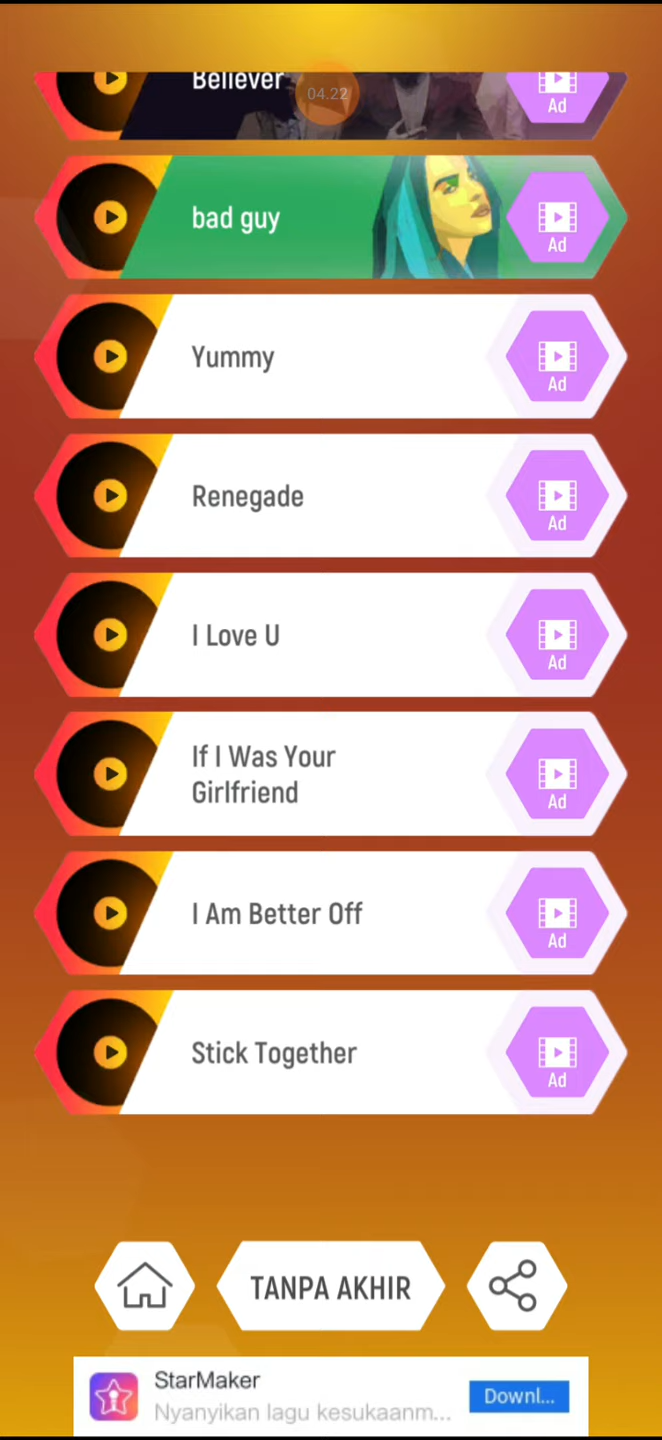 Believer
04.22
Ad
bad guy
Ad
Yummy
Ad
Renegade
Ad
I Love U
Ad
If I Was Your
Girlfriend
Ad
I Am Better Off
Ad
Stick Together
Ad
TANPA AKHIR
StarMaker
Nyanyikan lagu kesukaanm...
Downl...